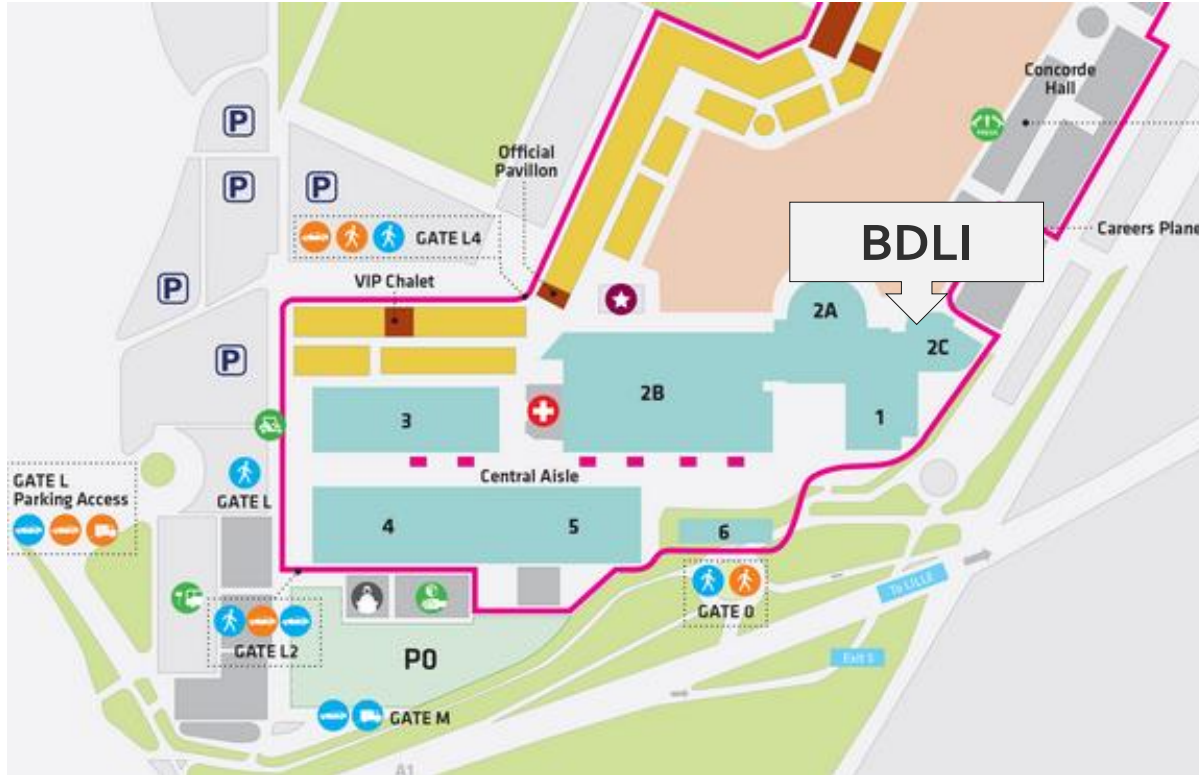 Concorde
Hall
PRESS
P
Official
Pavillon
P
P
GATE L4
BDLI
Careers Plane
P
VIP Chalet
2A
2C
P
2B
3
1
Central Aisle
GATE L
Parking Access
GATE L
4
5
6
To LILLE
GATE 0
GATE L2
P0
Exit 5
GATE M
A1